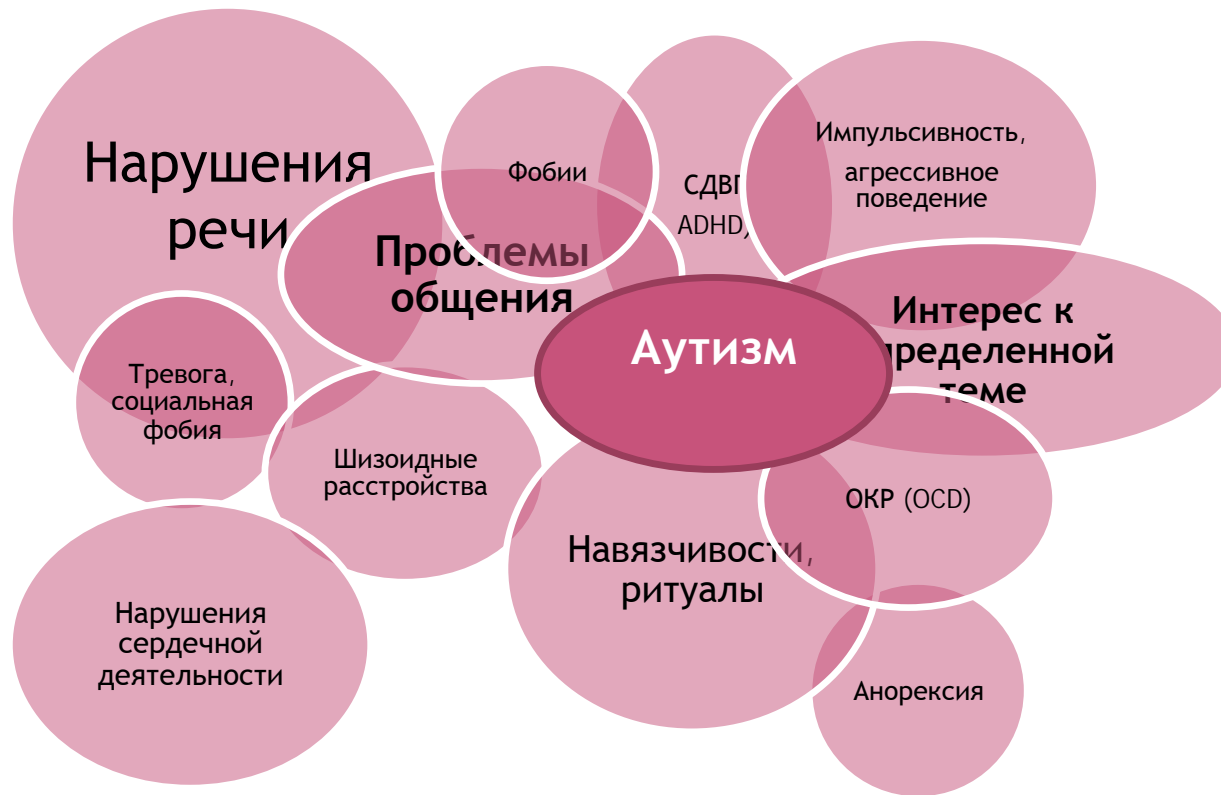 Нарушения
речи
Фобии
СДВГ
ADHD)
Импульсивность,
агрессивное
поведение
Проблемы
общения
Аутизм
Интерес к
определенной
теме
Тревога,
социальная
фобия
Шизоидные
расстройства
ОКР (OCD)
Навязчивости,
ритуалы
Нарушения
сердечной
деятельности
Анорексия